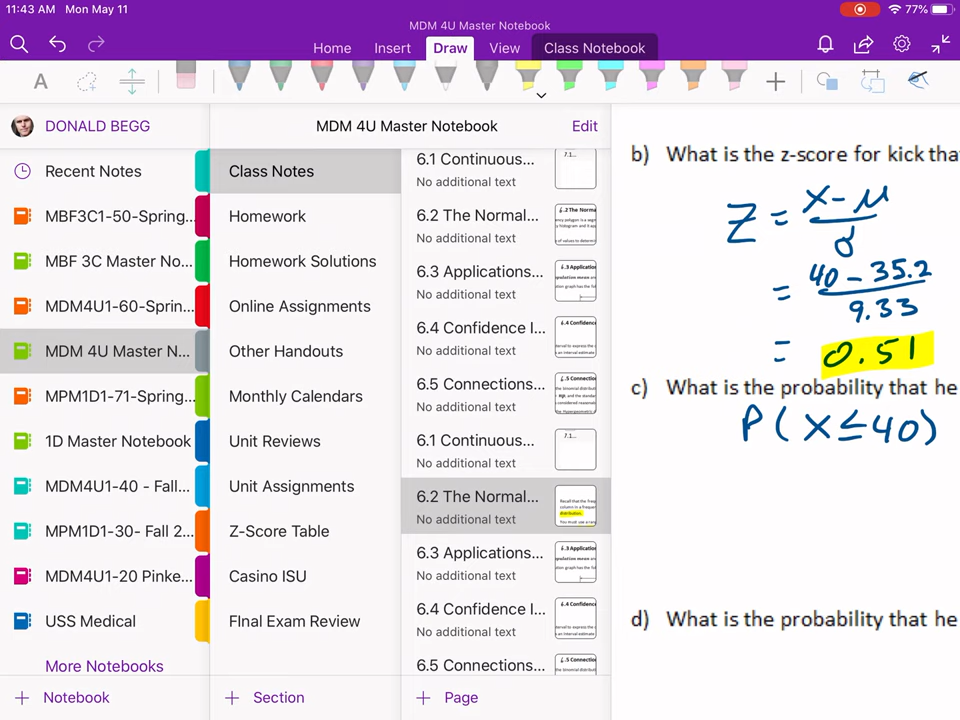 11:43 AM Mon May 11
77%
MDM 4U Master Notebook
Home Insert Draw View Class Notebook
DONALD BEGG
MDM 4U Master Notebook
Edit
Recent Notes
MBF3C1-50-Spring...
MBF 3C Master No...
MDM4U1-60-Sprin...
MDM 4U Master N...
MPM1D1-71-Spring...
1D Master Notebook
MDM4U1-40 - Fall...
MPM1D1-30- Fall 2...
MDM4U1-20 Pinke...
USS Medical
More Notebooks
+ Notebook
Class Notes
Homework
Homework Solutions
Online Assignments
Other Handouts
Monthly Calendars
Unit Reviews
Unit Assignments
Z-Score Table
Casino ISU
FInal Exam Review
+ Section
6.1 Continuous...
No additional text
6.2 The Normal...
No additional text
6.3 Applications...
No additional text
6.4 Confidence I...
No additional text
6.5 Connections...
No additional text
6.1 Continuous...
No additional text
6.2 The Normal...
No additional text
6.3 Applications...
No additional text
6.4 Confidence I...
No additional text
6.5 Connections...
+ Page
b) What is the z-score for kick tha
Z = x - μ
σ
= 40 - 35.2
9.33
= 0.51
c) What is the probability that he
P(X ≤ 40)
d) What is the probability that he